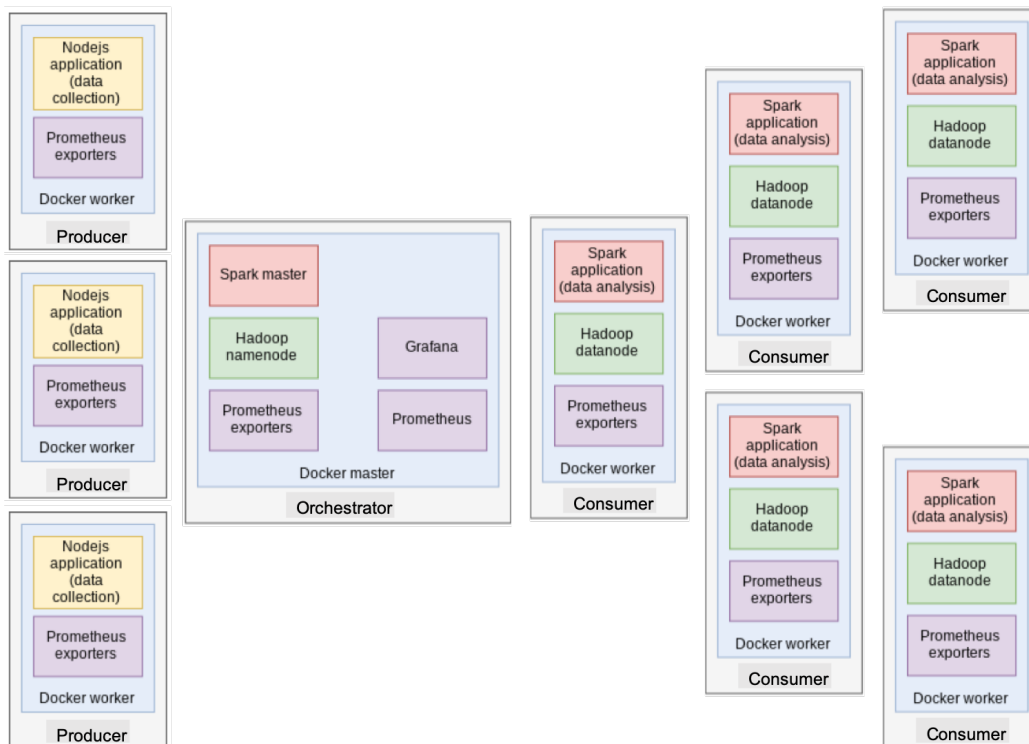 Nodejs
application
(data
collection)
Prometheus
exporters
Docker worker
Producer
Nodejs
application
(data
collection)
Prometheus
exporters
Docker worker
Producer
Nodejs
application
(data
collection)
Prometheus
exporters
Docker worker
Producer
Spark master
Hadoop
namenode
Prometheus
exporters
Grafana
Prometheus
Docker master
Orchestrator
Spark
application
(data analysis)
Hadoop
datanode
Prometheus
exporters
Docker worker
Consumer
Spark
application
(data analysis)
Hadoop
datanode
Prometheus
exporters
Docker worker
Consumer
Spark
application
(data analysis)
Hadoop
datanode
Prometheus
exporters
Docker worker
Consumer
Spark
application
(data analysis)
Hadoop
datanode
Prometheus
exporters
Docker worker
Consumer
Spark
application
(data analysis)
Hadoop
datanode
Prometheus
exporters
Docker worker
Consumer